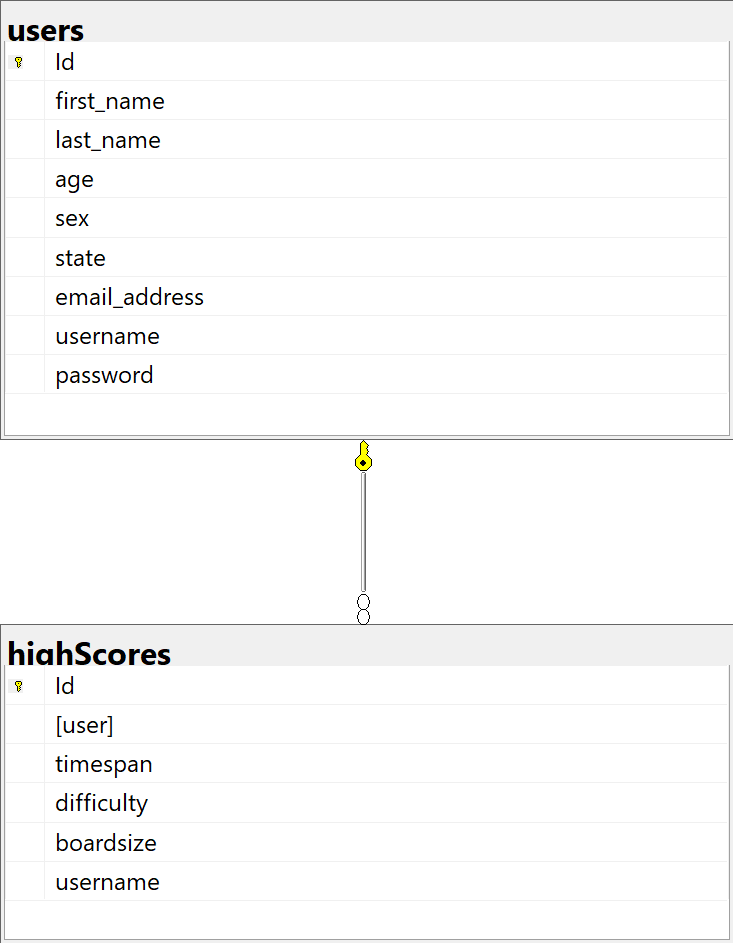 users
Id
first_name
last_name
age
sex
state
email_address
username
password
highScores
Id
[user]
timespan
difficulty
boardsize
username